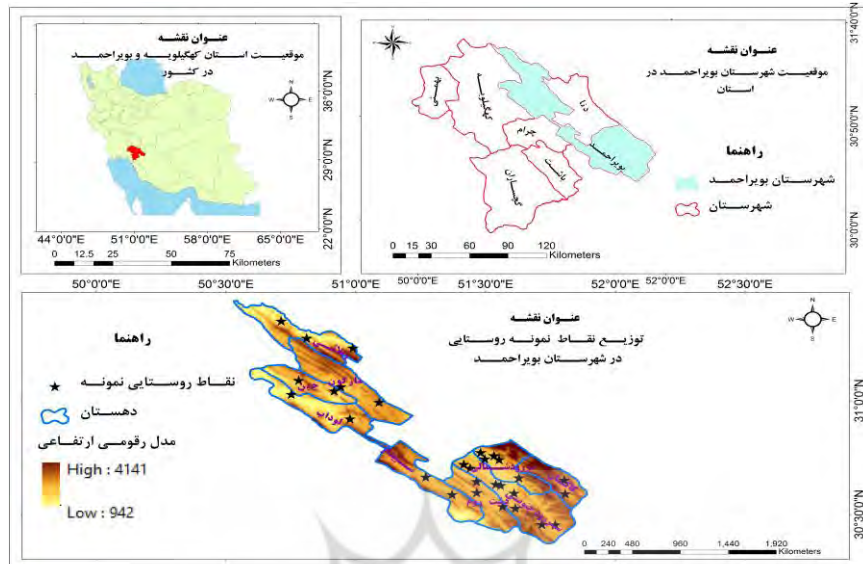 عنوان نقشه
موقعیت استان کهگیلویه و بویراحمد
در کشور
N
W
E
S
36°0'0"N
29°0'0"N
22°0'0"N
44°0'0"E 51°0'0"E 58°0'0"E 65°0'0"E
0 12.5 25 50 75
Kilometers
عنوان نقشه
موقعیت شهرستان بویراحمد در
استان
31°40'0"N
30°50'0"N
30°0'0"N
کهگیلویه
دنا
چرام
باشت
گچساران
بویراحمد
راهنما
شهرستان بویراحمد
شهرستان
0 15 30 60 90 120
Kilometers
50°0'0"E 50°30'0"E 51°0'0"E 50°0'0"E 51°30'0"E 52°0'0"E 52°0'0"E 52°30'0"E
عنوان نقشه
توزیع نقاط نمونه روستایی
در شهرستان بویراحمد
N
W
E
S
31°0'0"N
30°30'0"N
راهنما
نقاط روستایی نمونه
دهستان
مدل رقومی ارتفاعی
High : 4141
Low : 942
0 240 480 960 1,440 1,920
Kilometers